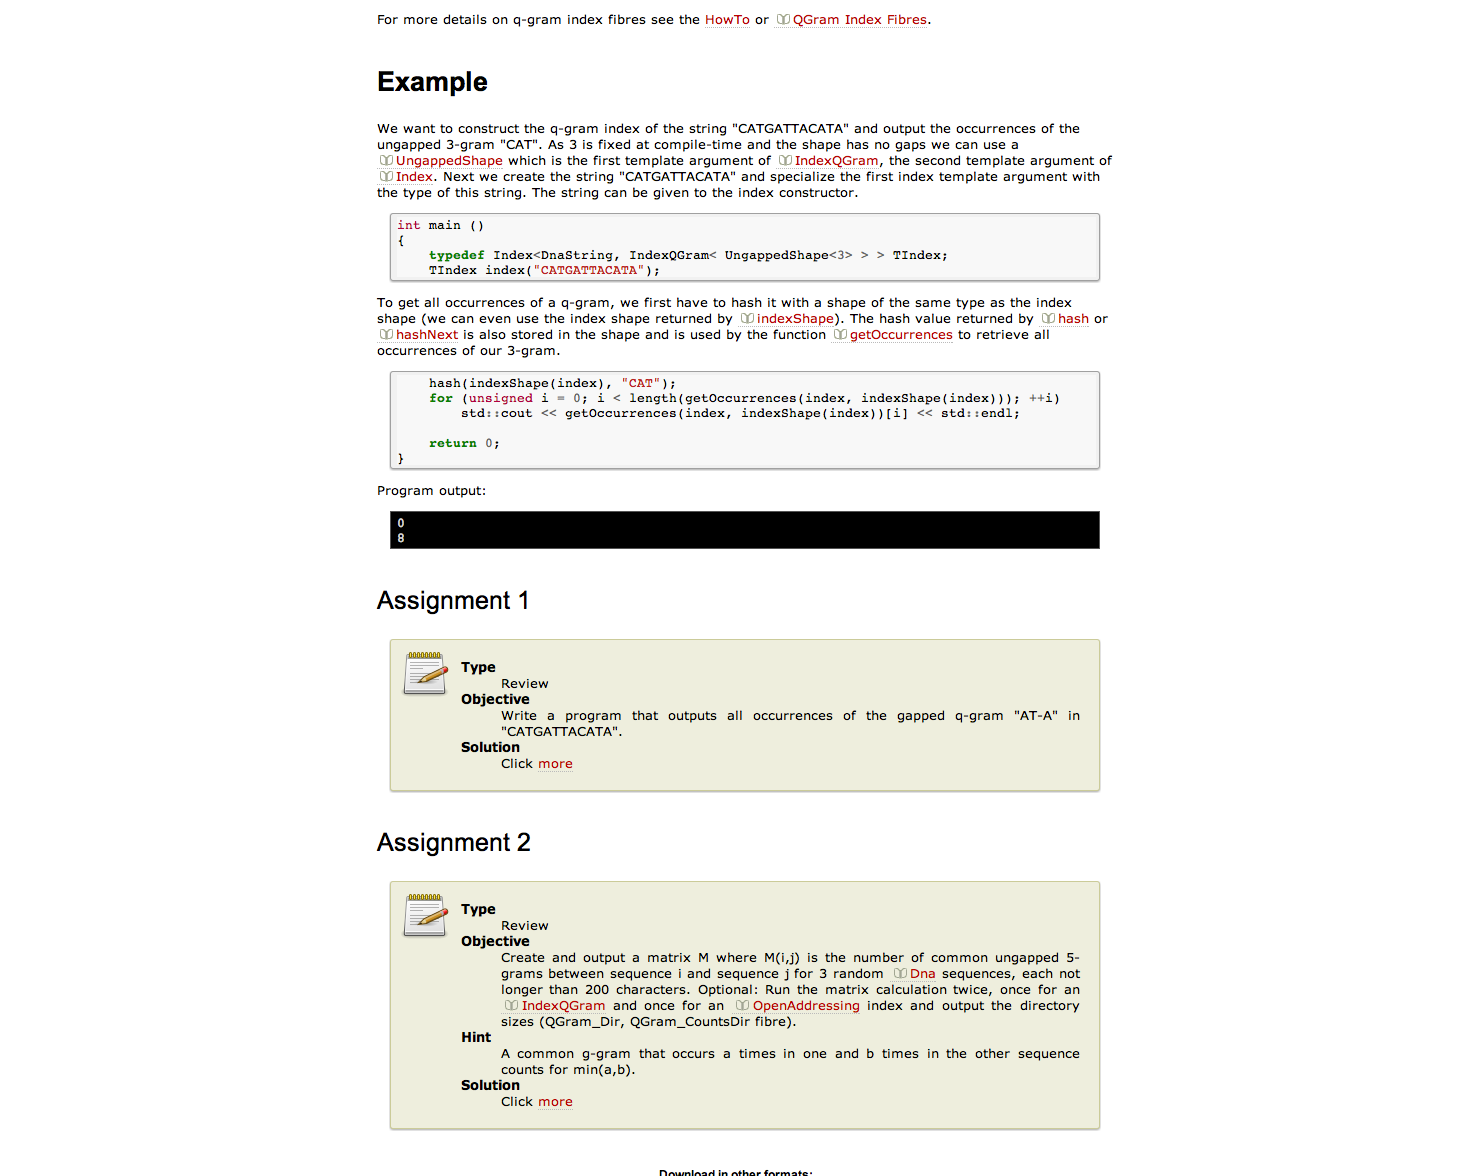 For more details on q-gram index fibres see the HowTo or QGram Index Fibres.
Example
We want to construct the q-gram index of the string "CATGATTACATA" and output the occurrences of the
ungapped 3-gram "CAT". As 3 is fixed at compile-time and the shape has no gaps we can use a
UngappedShape which is the first template argument of IndexQGram, the second template argument of
Index. Next we create the string "CATGATTACATA" and specialize the first index template argument with
the type of this string. The string can be given to the index constructor.
int main ()
{
    typedef Index<DnaString, IndexQGram< UngappedShape<3> > > TIndex;
    TIndex index("CATGATTACATA");
To get all occurrences of a q-gram, we first have to hash it with a shape of the same type as the index
shape (we can even use the index shape returned by indexShape). The hash value returned by hash or
hashNext is also stored in the shape and is used by the function getOccurrences to retrieve all
occurrences of our 3-gram.
    hash(indexShape(index), "CAT");
    for (unsigned i = 0; i < length(getOccurrences(index, indexShape(index))); ++i)
        std::cout << getOccurrences(index, indexShape(index))[i] << std::endl;
    return 0;
}
Program output:
0
8
Assignment 1
Type
Review
Objective
Write a program that outputs all occurrences of the gapped q-gram "AT-A" in
"CATGATTACATA".
Solution
Click more
Assignment 2
Type
Review
Objective
Create and output a matrix M where M(i,j) is the number of common ungapped 5-
grams between sequence i and sequence j for 3 random Dna sequences, each not
longer than 200 characters. Optional: Run the matrix calculation twice, once for an
IndexQGram and once for an OpenAddressing index and output the directory
sizes (QGram_Dir, QGram_CountsDir fibre).
Hint
A common g-gram that occurs a times in one and b times in the other sequence
counts for min(a,b).
Solution
Click more
Download in other formats: